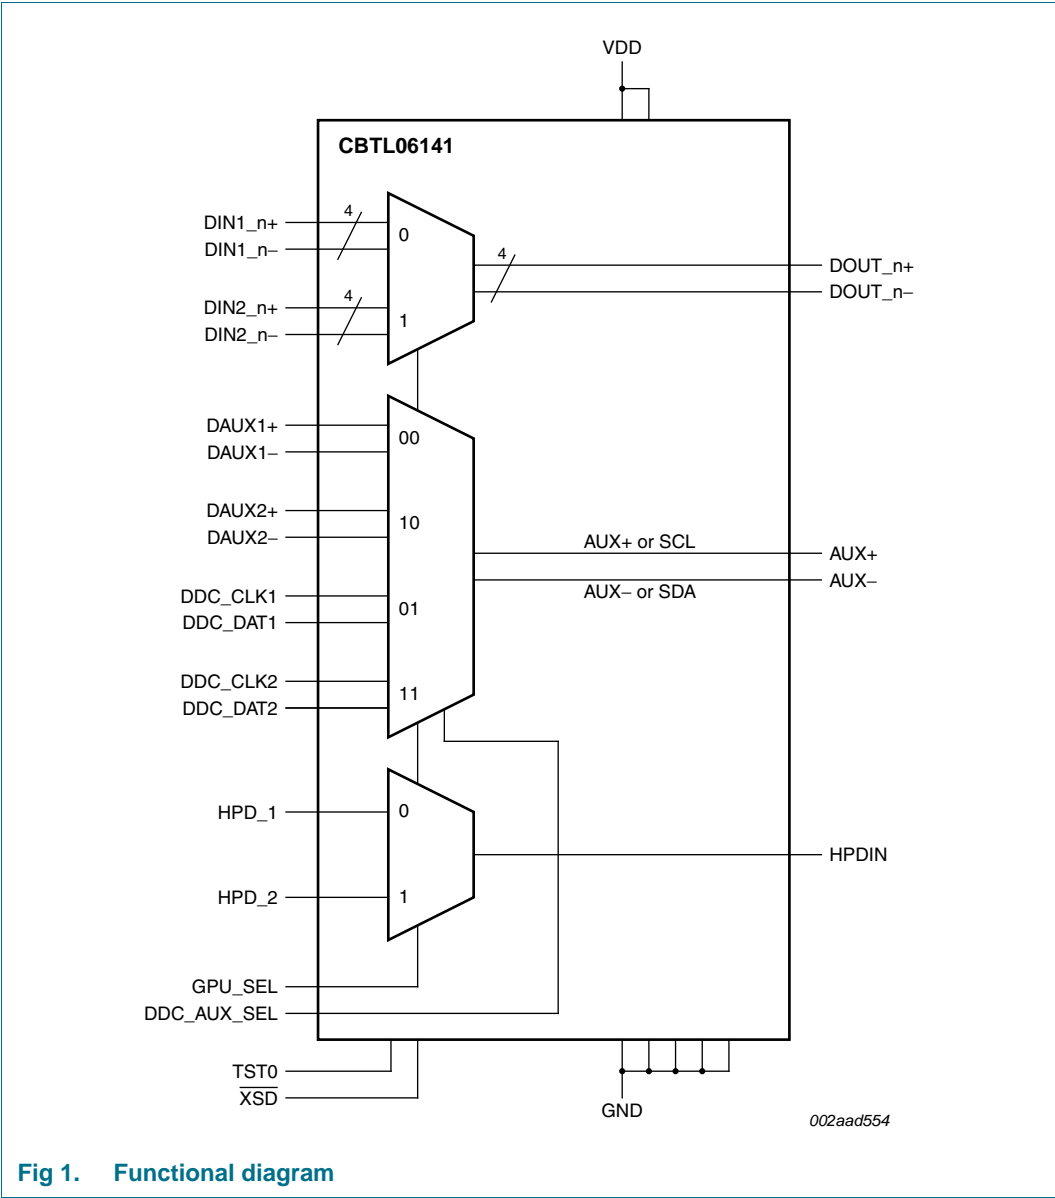 VDD
CBTL06141
DIN1_n+
4
0
DIN1_n−
4
DOUT_n+
DOUT_n−
DIN2_n+
4
1
DIN2_n−
DAUX1+
00
DAUX1−
DAUX2+
10
DAUX2−
AUX+ or SCL
AUX+
AUX− or SDA
AUX−
DDC_CLK1
01
DDC_DAT1
DDC_CLK2
11
DDC_DAT2
HPD_1
0
HPDIN
HPD_2
1
GPU_SEL
DDC_AUX_SEL
TST0
XSD
GND
002aad554
Fig 1. Functional diagram